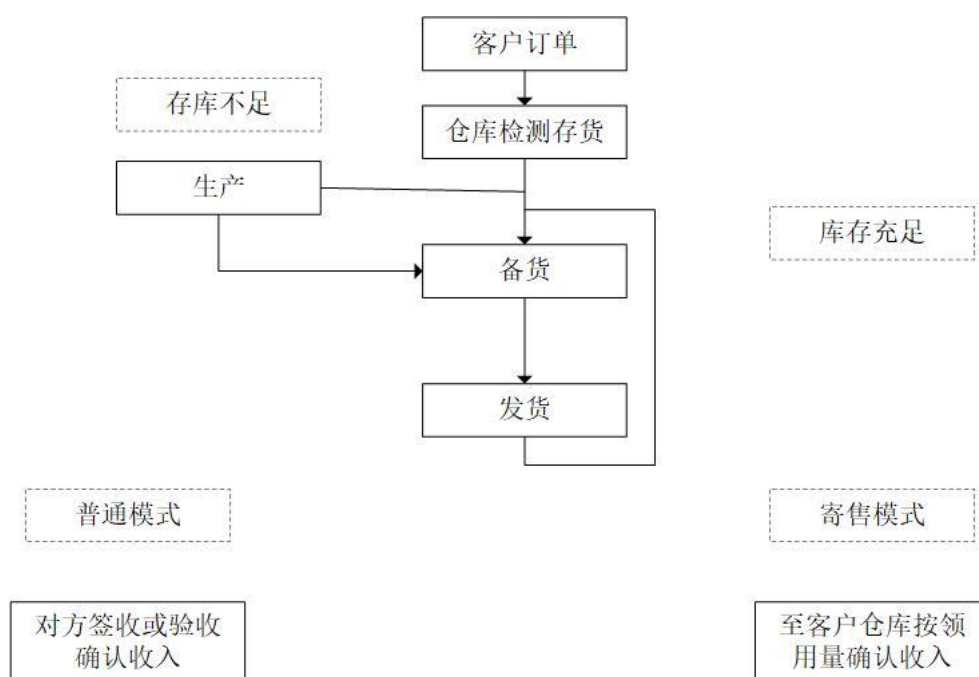 客户订单
存库不足
仓库检测存货
生产
库存充足
备货
发货
普通模式
寄售模式
对方签收或验收
确认收入
至客户仓库按领
用量确认收入